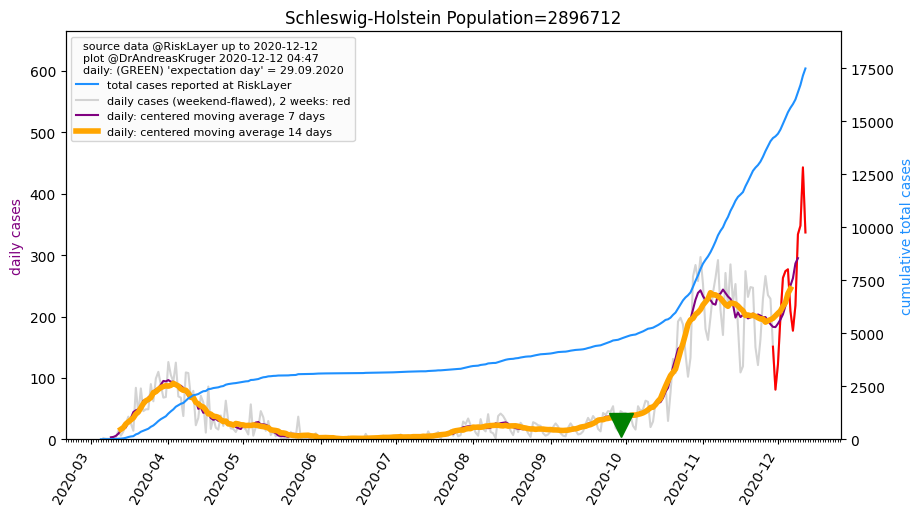 Schleswig-Holstein Population=2896712
source data @RiskLayer up to 2020-12-12
plot @DrAndreasKruger 2020-12-12 04:47
daily: (GREEN) 'expectation day' = 29.09.2020
total cases reported at RiskLayer
daily cases (weekend-flawed), 2 weeks: red
daily: centered moving average 7 days
daily: centered moving average 14 days
daily cases
600
500
400
300
200
100
0
17500
15000
12500
10000
7500
5000
2500
0
cumulative total cases
2020-03
2020-04
2020-05
2020-06
2020-07
2020-08
2020-09
2020-10
2020-11
2020-12